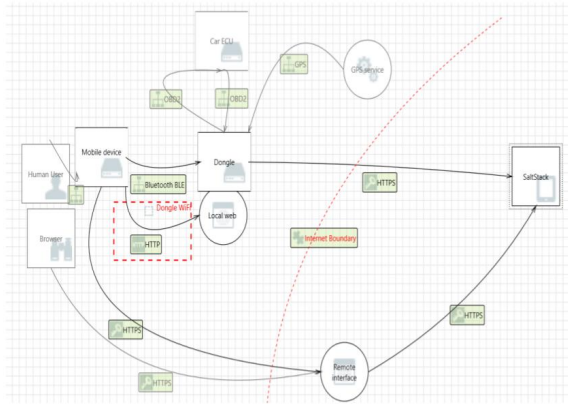 Car ECU
GPS
GPS service
OBD2
OBD2
Mobile device
Dongle
Human User
Bluetooth BLE
HTTPS
SaltStack
Dongle WiFi
Local web
Browser
HTTP
Internet Boundary
HTTPS
HTTPS
HTTPS
Remote
interface